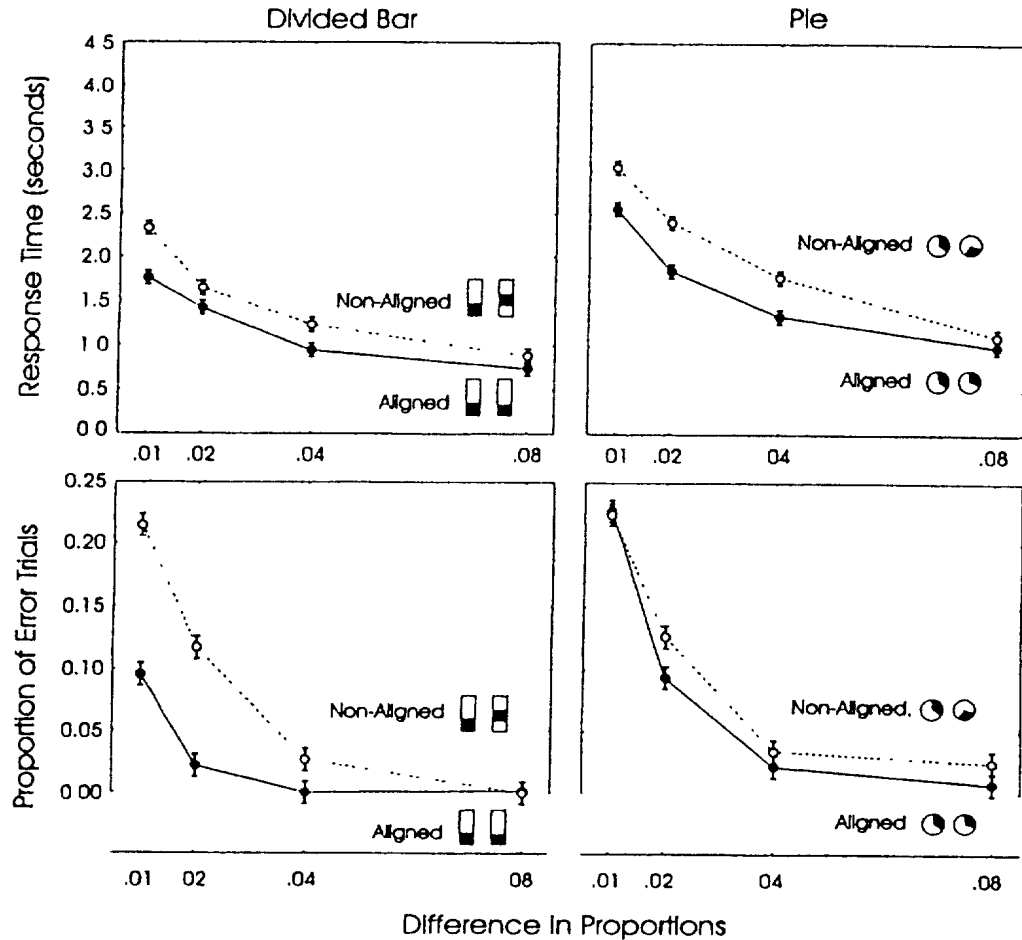 Divided Bar
Pie
Response Time (seconds)
4 5
4.0
3 5
3.0
2.5
2.0
1.5
1 0
0.5
0 0
Non-Aligned
Aligned
.01 .02 .04 .08
Non-Aligned
Aligned
01 .02 04 .08
Proportion of Error Trials
0.25
0.20
0.15
0.10
0.05
0 00
Non-Aligned
Aligned
.01 02 .04 08
Non-Aligned.
Aligned
.01 .02 04 .08
Difference in Proportions